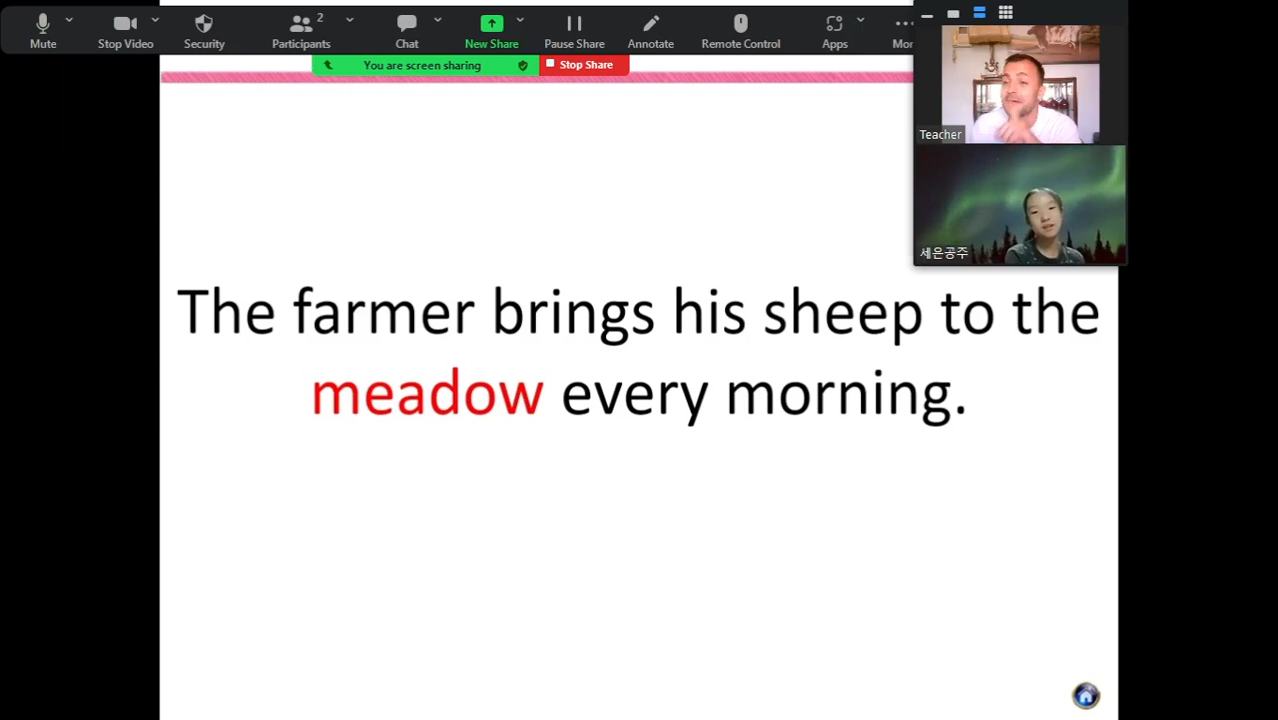 Mute
Stop Video
Security
2
Participants
Chat
New Share
Pause Share
Annotate
Remote Control
Apps
Mor
You are screen sharing
Stop Share
Teacher
세은공주
The farmer brings his sheep to the
meadow every morning.